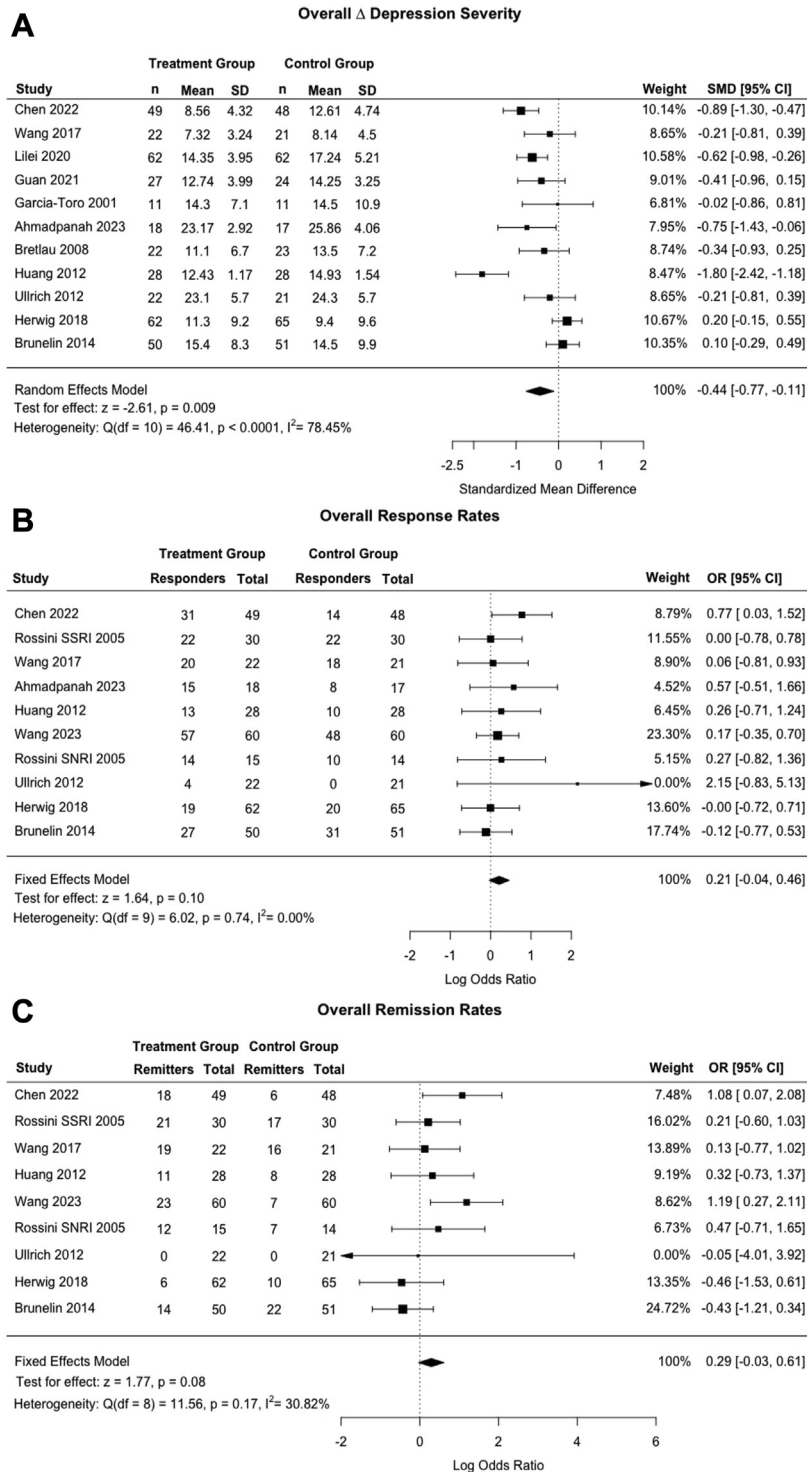 A
Overall Δ Depression Severity
Treatment Group Control Group
Study n Mean SD n Mean SD Weight SMD [95% CI]
Chen 2022 49 8.56 4.32 48 12.61 4.74 10.14% -0.89 [-1.30, -0.47]
Wang 2017 22 7.32 3.24 21 8.14 4.5 8.65% -0.21 [-0.81, 0.39]
Lilei 2020 62 14.35 3.95 62 17.24 5.21 10.58% -0.62 [-0.98, -0.26]
Guan 2021 27 12.74 3.99 24 14.25 3.25 9.01% -0.41 [-0.96, 0.15]
Garcia-Toro 2001 11 14.3 7.1 11 14.5 10.9 6.81% -0.02 [-0.86, 0.81]
Ahmadpanah 2023 18 23.17 2.92 17 25.86 4.06 7.95% -0.75 [-1.43, -0.06]
Bretlau 2008 22 11.1 6.7 23 13.5 7.2 8.74% -0.34 [-0.93, 0.25]
Huang 2012 28 12.43 1.17 28 14.93 1.54 8.47% -1.80 [-2.42, -1.18]
Ullrich 2012 22 23.1 5.7 21 24.3 5.7 8.65% -0.21 [-0.81, 0.39]
Herwig 2018 62 11.3 9.2 65 9.4 9.6 10.67% 0.20 [-0.15, 0.55]
Brunelin 2014 50 15.4 8.3 51 14.5 9.9 10.35% 0.10 [-0.29, 0.49]
Random Effects Model 100% -0.44 [-0.77, -0.11]
Test for effect: z = -2.61, p = 0.009
Heterogeneity: Q(df = 10) = 46.41, p < 0.0001, I²= 78.45%
-2.5 -1 0 1 2
Standardized Mean Difference
B
Overall Response Rates
Treatment Group Control Group
Study Responders Total Responders Total Weight OR [95% CI]
Chen 2022 31 49 14 48 8.79% 0.77 [ 0.03, 1.52]
Rossini SSRI 2005 22 30 22 30 11.55% 0.00 [-0.78, 0.78]
Wang 2017 20 22 18 21 8.90% 0.06 [-0.81, 0.93]
Ahmadpanah 2023 15 18 8 17 4.52% 0.57 [-0.51, 1.66]
Huang 2012 13 28 10 28 6.45% 0.26 [-0.71, 1.24]
Wang 2023 57 60 48 60 23.30% 0.17 [-0.35, 0.70]
Rossini SNRI 2005 14 15 10 14 5.15% 0.27 [-0.82, 1.36]
Ullrich 2012 4 22 0 21 0.00% 2.15 [-0.83, 5.13]
Herwig 2018 19 62 20 65 13.60% -0.00 [-0.72, 0.71]
Brunelin 2014 27 50 31 51 17.74% -0.12 [-0.77, 0.53]
Fixed Effects Model 100% 0.21 [-0.04, 0.46]
Test for effect: z = 1.64, p = 0.10
Heterogeneity: Q(df = 9) = 6.02, p = 0.74, I²= 0.00%
-2 -1 0 1 2
Log Odds Ratio
C
Overall Remission Rates
Treatment Group Control Group
Study Remitters Total Remitters Total Weight OR [95% CI]
Chen 2022 18 49 6 48 7.48% 1.08 [ 0.07, 2.08]
Rossini SSRI 2005 21 30 17 30 16.02% 0.21 [-0.60, 1.03]
Wang 2017 19 22 16 21 13.89% 0.13 [-0.77, 1.02]
Huang 2012 11 28 8 28 9.19% 0.32 [-0.73, 1.37]
Wang 2023 23 60 7 60 8.62% 1.19 [ 0.27, 2.11]
Rossini SNRI 2005 12 15 7 14 6.73% 0.47 [-0.71, 1.65]
Ullrich 2012 0 22 0 21 0.00% -0.05 [-4.01, 3.92]
Herwig 2018 6 62 10 65 13.35% -0.46 [-1.53, 0.61]
Brunelin 2014 14 50 22 51 24.72% -0.43 [-1.21, 0.34]
Fixed Effects Model 100% 0.29 [-0.03, 0.61]
Test for effect: z = 1.77, p = 0.08
Heterogeneity: Q(df = 8) = 11.56, p = 0.17, I²= 30.82%
-2 0 2 4 6
Log Odds Ratio